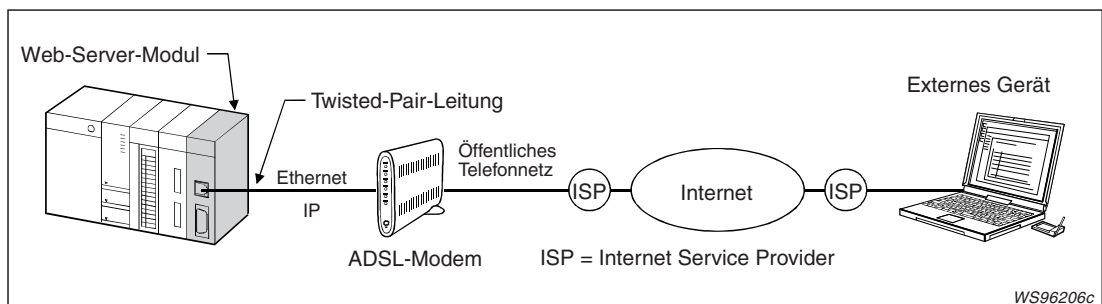 Web-Server-Modul
Twisted-Pair-Leitung
Externes Gerät
Ethernet
IP
Öffentliches
Telefonnetz
ISP
Internet
ISP
ADSL-Modem
ISP = Internet Service Provider
WS96206c